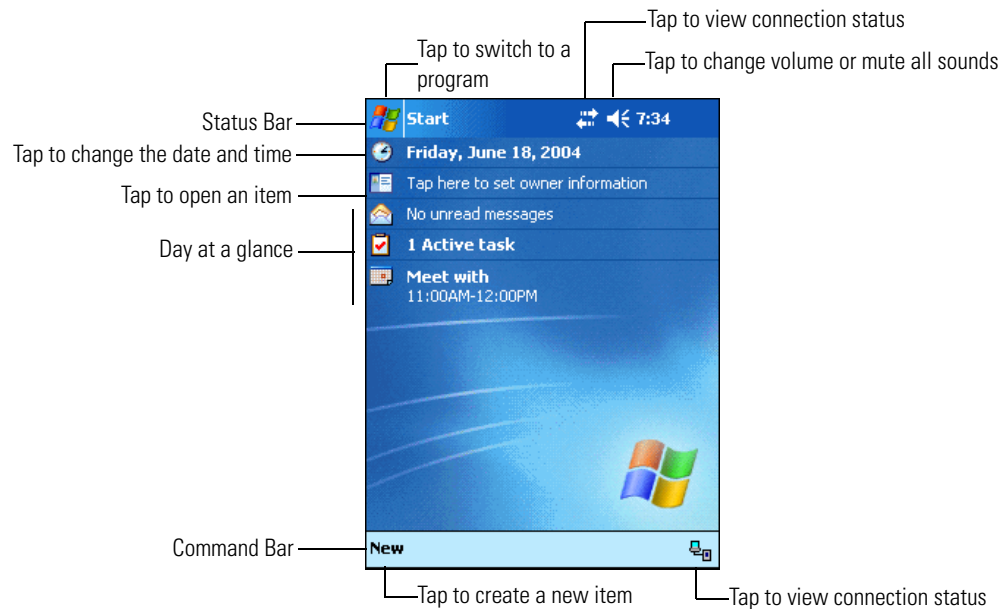 Tap to view connection status
Tap to switch to a
program
Tap to change volume or mute all sounds
Status Bar
Start
7:34
Tap to change the date and time
Friday, June 18, 2004
Tap to open an item
Tap here to set owner information
No unread messages
Day at a glance
1 Active task
Meet with
11:00AM-12:00PM
Command Bar
New
Tap to create a new item
Tap to view connection status